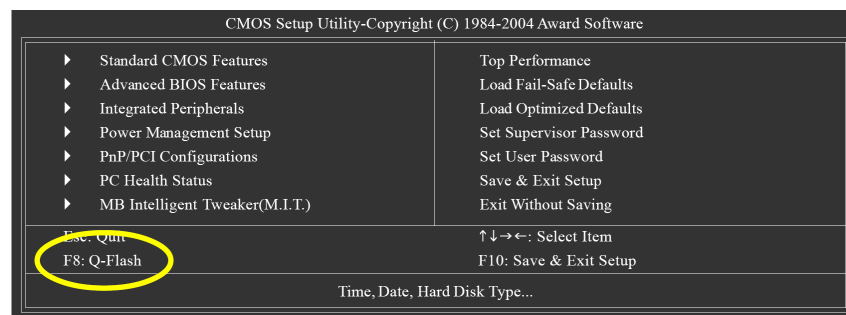 CMOS Setup Utility-Copyright (C) 1984-2004 Award Software
Standard CMOS Features
Advanced BIOS Features
Integrated Peripherals
Power Management Setup
PnP/PCI Configurations
PC Health Status
MB Intelligent Tweaker(M.I.T.)
Top Performance
Load Fail-Safe Defaults
Load Optimized Defaults
Set Supervisor Password
Set User Password
Save & Exit Setup
Exit Without Saving
Esc: Quit
F8: Q-Flash
↑↓→←: Select Item
F10: Save & Exit Setup
Time, Date, Hard Disk Type...